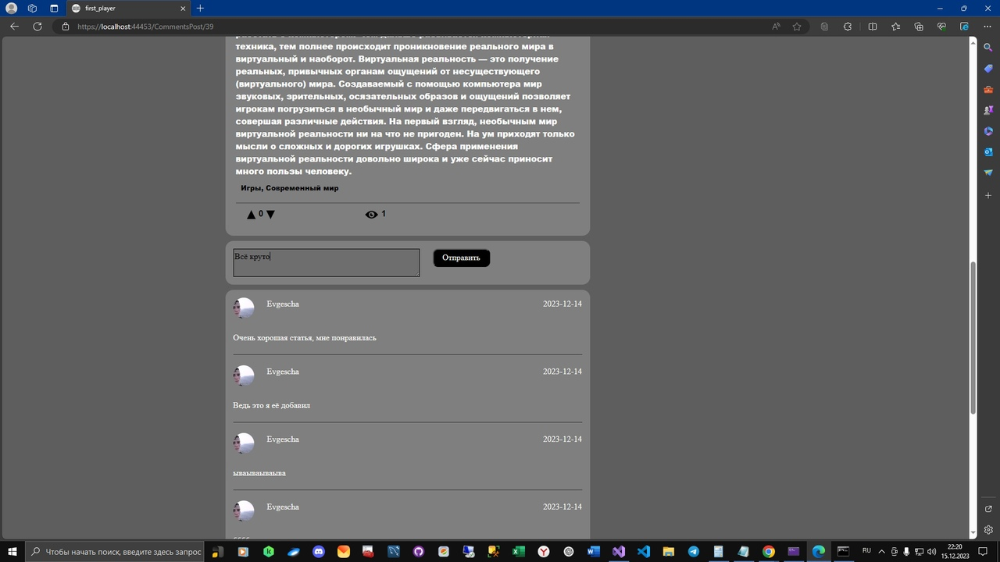 first_player
https://localhost:44453/CommentsPost/39
техника, тем полнее происходит проникновение реального мира в
виртуальный и наоборот. Виртуальная реальность — это получение
реальных, привычных органам ощущений от несуществующего
(виртуального) мира. Создаваемый с помощью компьютера мир
звуковых, зрительных, осязательных образов и ощущений позволяет
игрокам погрузиться в необычный мир и даже передвигаться в нем,
совершая различные действия. На первый взгляд, необычным мир
виртуальной реальности ни на что не пригоден. На ум приходят только
мысли о сложных и дорогих игрушках. Сфера применения
виртуальной реальности довольно широка и уже сейчас приносит
много пользы человеку.
Игры, Современный мир
0
1
Всё круто
Отправить
Evgescha
2023-12-14
Очень хорошая статья, мне понравилась
Evgescha
2023-12-14
Ведь это я её добавил
Evgescha
2023-12-14
ываываываыва
Evgescha
2023-12-14
Чтобы начать поиск, введите здесь запрос
RU
22:20
15.12.2023